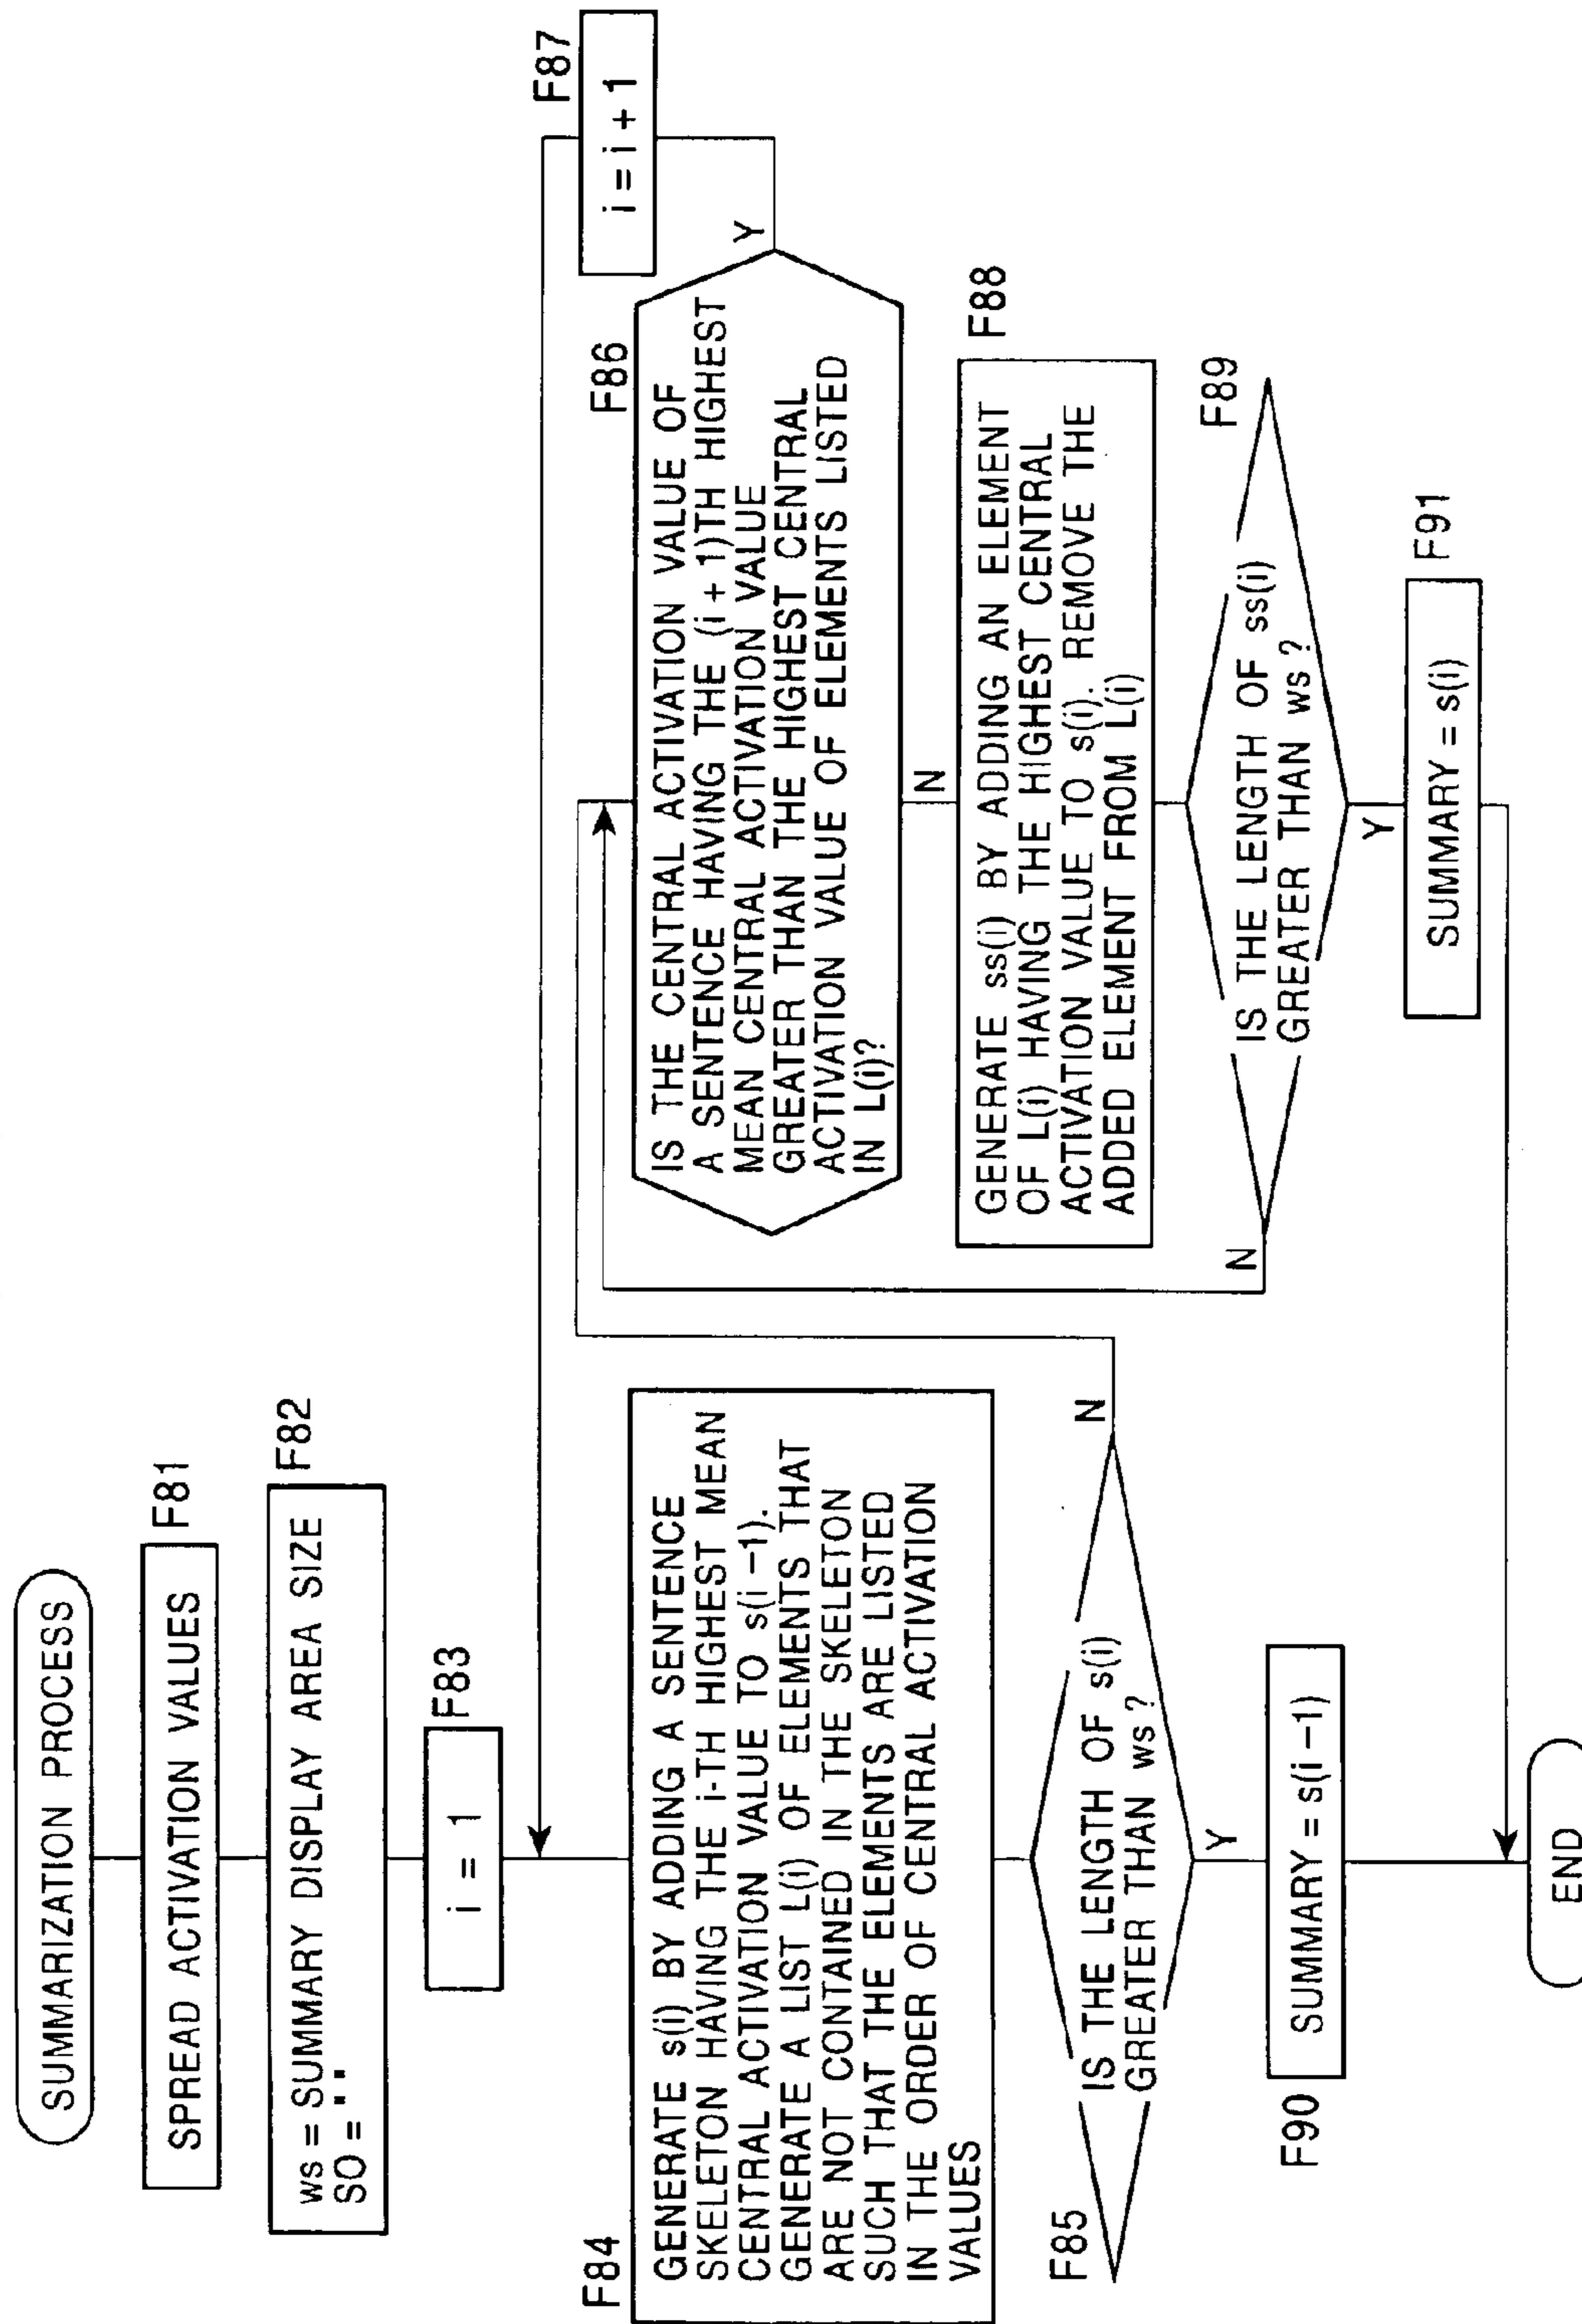 SUMMARIZATION PROCESS
SPREAD ACTIVATION VALUES
F81
ws = SUMMARY DISPLAY AREA SIZE
SO = " "
F82
i = 1
F83
F84
GENERATE s(i) BY ADDING A SENTENCE
SKELETON HAVING THE i-TH HIGHEST MEAN
CENTRAL ACTIVATION VALUE TO s(i −1).
GENERATE A LIST L(i) OF ELEMENTS THAT
ARE NOT CONTAINED IN THE SKELETON
SUCH THAT THE ELEMENTS ARE LISTED
IN THE ORDER OF CENTRAL ACTIVATION
VALUES
F85
IS THE LENGTH OF s(i)
GREATER THAN ws ?
N
Y
F90
SUMMARY = s(i −1)
END
F87
i = i + 1
F86
IS THE CENTRAL ACTIVATION VALUE OF
A SENTENCE HAVING THE (i + 1)TH HIGHEST
MEAN CENTRAL ACTIVATION VALUE
GREATER THAN THE HIGHEST CENTRAL
ACTIVATION VALUE OF ELEMENTS LISTED
IN L(i)?
Y
N
F88
GENERATE ss(i) BY ADDING AN ELEMENT
OF L(i) HAVING THE HIGHEST CENTRAL
ACTIVATION VALUE TO s(i). REMOVE THE
ADDED ELEMENT FROM L(i)
F89
IS THE LENGTH OF ss(i)
GREATER THAN ws ?
N
Y
SUMMARY = s(i)
F91